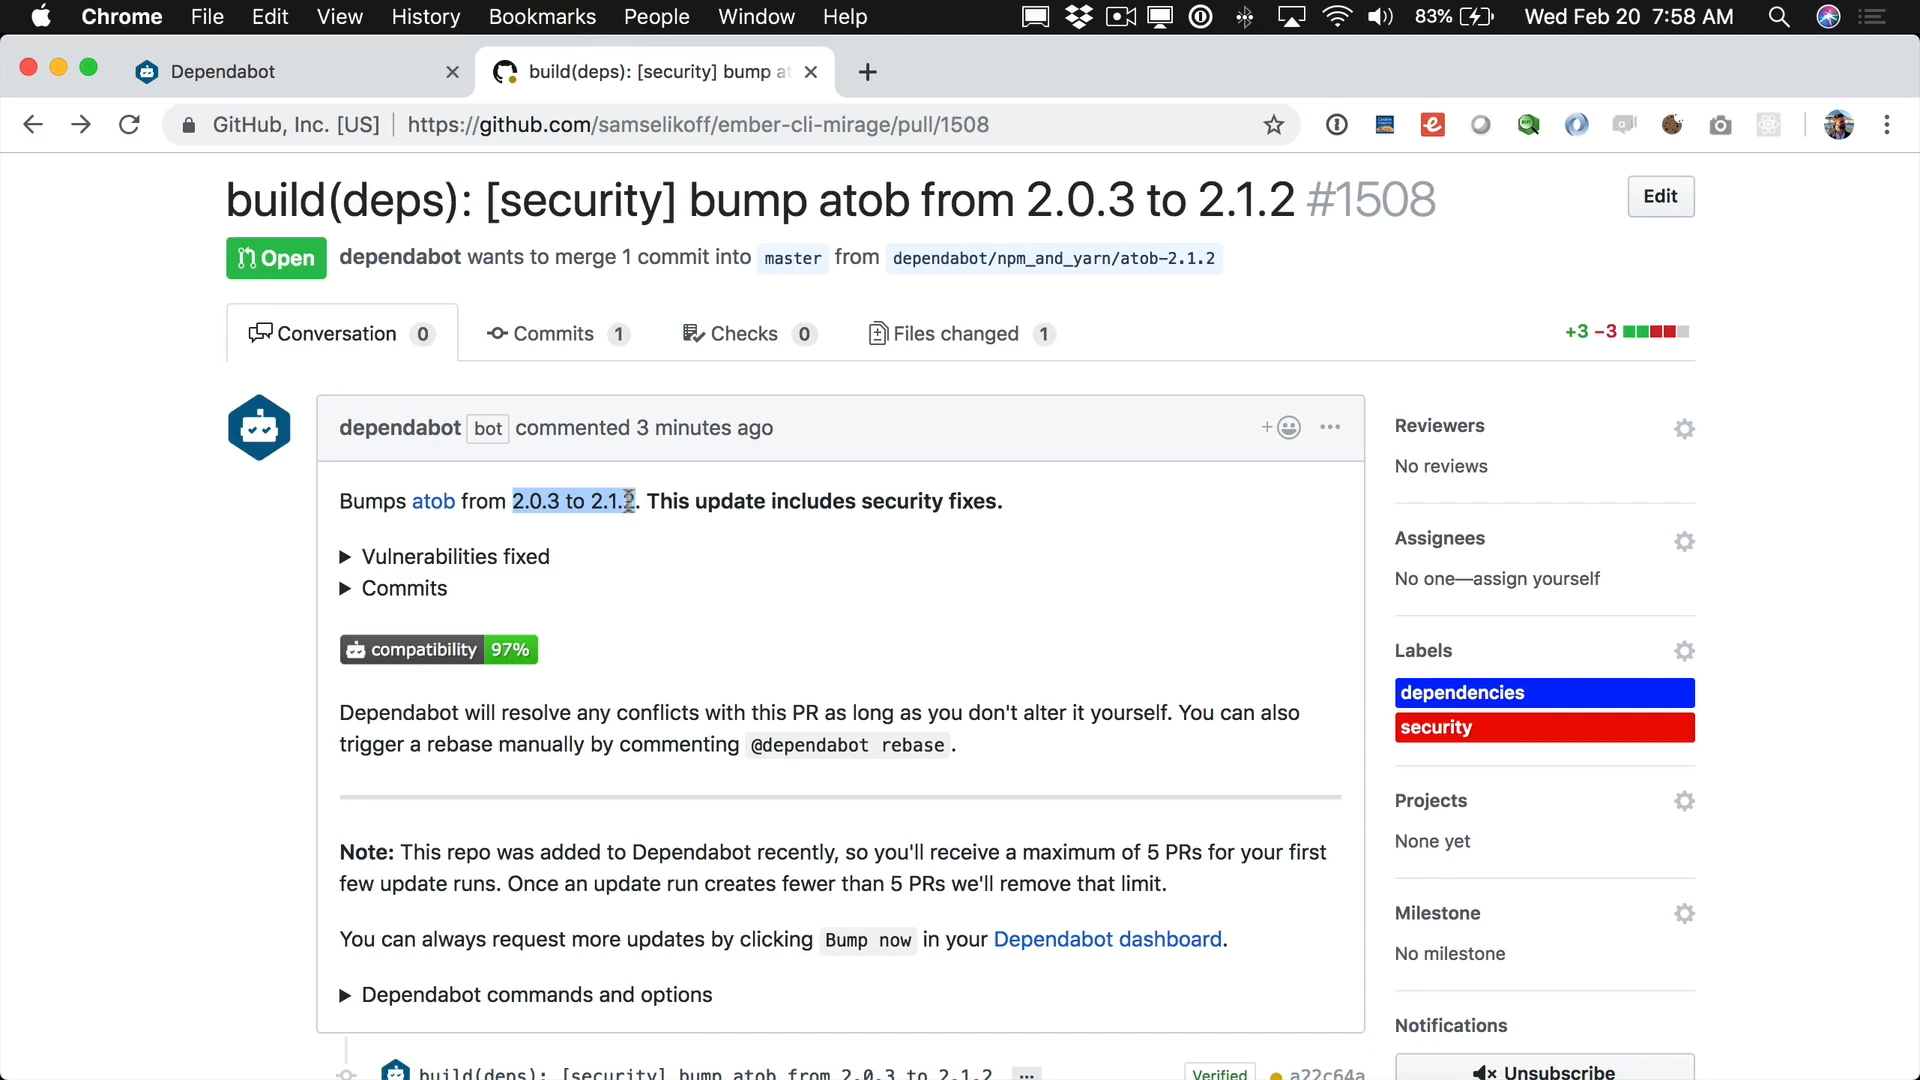 Chrome File Edit View History Bookmarks People Window Help 83% Wed Feb 20 7:58 AM
Dependabot
build(deps): [security] bump at
GitHub, Inc. [US] https://github.com/samselikoff/ember-cli-mirage/pull/1508
build(deps): [security] bump atob from 2.0.3 to 2.1.2 #1508
Edit
Open dependabot wants to merge 1 commit into master from dependabot/npm_and_yarn/atob-2.1.2
Conversation 0 Commits 1 Checks 0 Files changed 1 +3 −3
dependabot bot commented 3 minutes ago
Bumps atob from 2.0.3 to 2.1.2. This update includes security fixes.
Vulnerabilities fixed
Commits
compatibility 97%
Dependabot will resolve any conflicts with this PR as long as you don't alter it yourself. You can also
trigger a rebase manually by commenting @dependabot rebase.
Note: This repo was added to Dependabot recently, so you'll receive a maximum of 5 PRs for your first
few update runs. Once an update run creates fewer than 5 PRs we'll remove that limit.
You can always request more updates by clicking Bump now in your Dependabot dashboard.
Dependabot commands and options
build(deps): [security] bump atob from 2.0.3 to 2.1.2 ... Verified a22c64a
Reviewers
No reviews
Assignees
No one—assign yourself
Labels
dependencies
security
Projects
None yet
Milestone
No milestone
Notifications
Unsubscribe